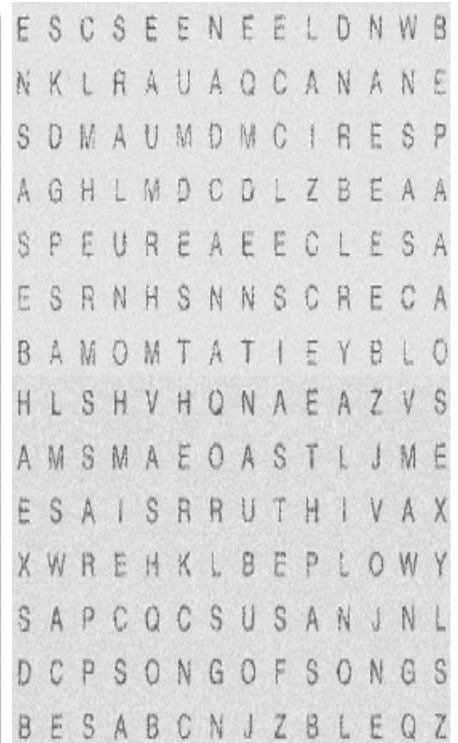 E S C S E E N E E L D N W B
N K L R A U A Q C A N A N E
S D M A U M D M C I R E S P
A G H L M D C D L Z B E A A
S P E U R E A E E C L E S A
E S R N H S N N S C R E C A
B A M O M T A T I E Y B L O
H L S H V H Q N A E A Z V S
A M S M A E O A S T L J M E
E S A I S R R U T H I V A X
X W R E H K L B E P L O W Y
S A P C Q C S U S A N J N L
D C P S O N G O F S O N G S
B E S A B C N J Z B L E Q Z